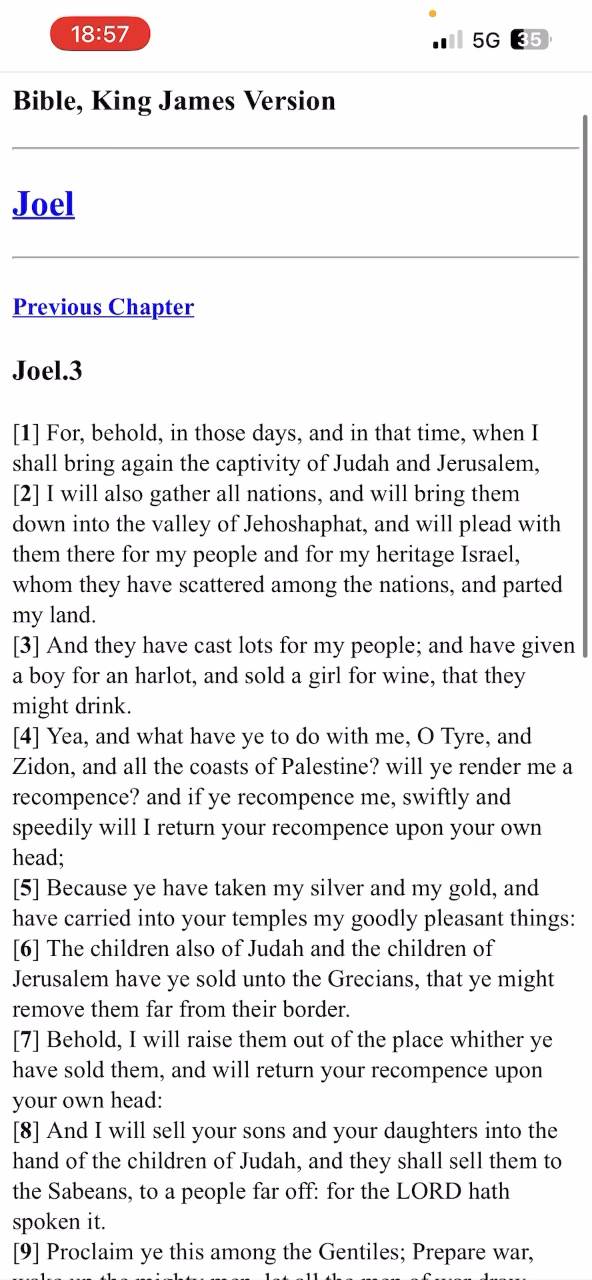 18:57
5G 35
Bible, King James Version
Joel
Previous Chapter
Joel.3
[1] For, behold, in those days, and in that time, when I
shall bring again the captivity of Judah and Jerusalem,
[2] I will also gather all nations, and will bring them
down into the valley of Jehoshaphat, and will plead with
them there for my people and for my heritage Israel,
whom they have scattered among the nations, and parted
my land.
[3] And they have cast lots for my people; and have given
a boy for an harlot, and sold a girl for wine, that they
might drink.
[4] Yea, and what have ye to do with me, O Tyre, and
Zidon, and all the coasts of Palestine? will ye render me a
recompence? and if ye recompence me, swiftly and
speedily will I return your recompence upon your own
head;
[5] Because ye have taken my silver and my gold, and
have carried into your temples my goodly pleasant things:
[6] The children also of Judah and the children of
Jerusalem have ye sold unto the Grecians, that ye might
remove them far from their border.
[7] Behold, I will raise them out of the place whither ye
have sold them, and will return your recompence upon
your own head:
[8] And I will sell your sons and your daughters into the
hand of the children of Judah, and they shall sell them to
the Sabeans, to a people far off: for the LORD hath
spoken it.
[9] Proclaim ye this among the Gentiles; Prepare war,
wake up the mighty men, let all the men of war draw